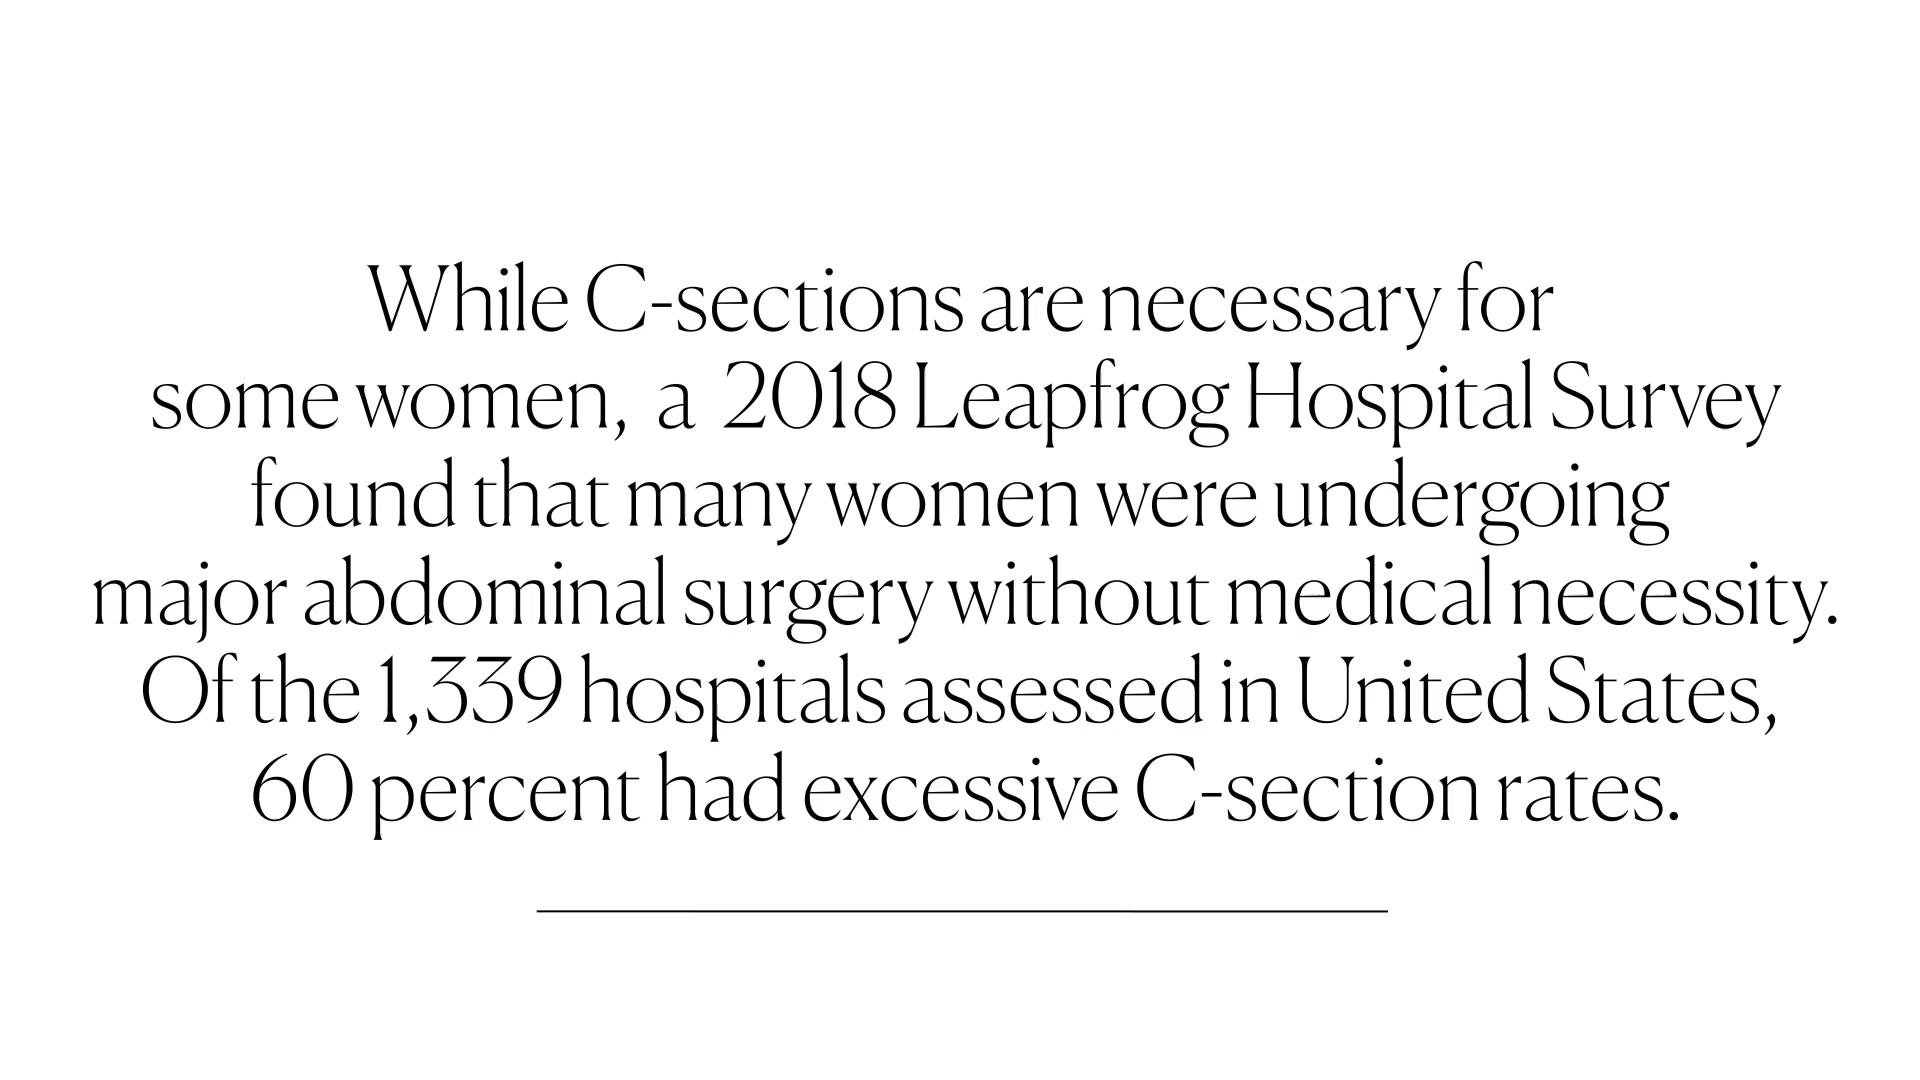 While C-sections are necessary for
some women, a 2018 Leapfrog Hospital Survey
found that many women were undergoing
major abdominal surgery without medical necessity.
Of the 1,339 hospitals assessed in United States,
60 percent had excessive C-section rates.